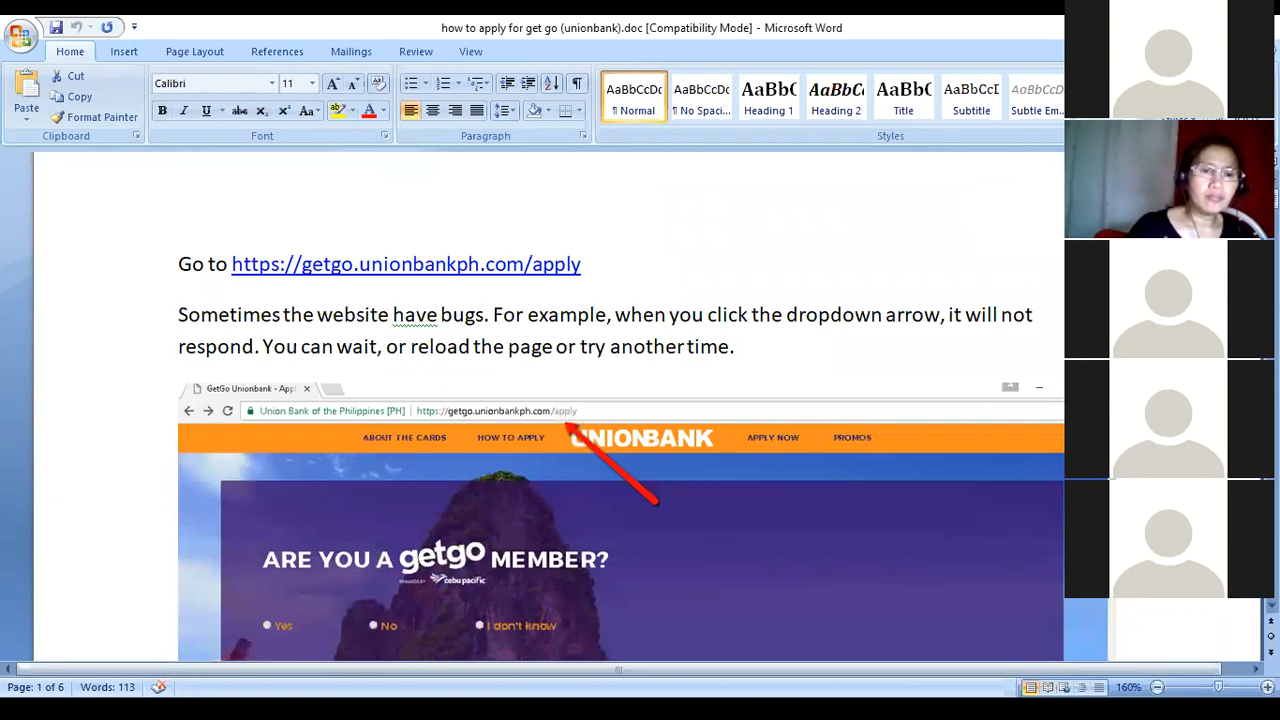 how to apply for get go (unionbank).doc [Compatibility Mode] - Microsoft Word
Home Insert Page Layout References Mailings Review View
Paste
Cut
Copy
Format Painter
Clipboard
Calibri 11
Font
Paragraph
AaBbCcDc AaBbCcDc AaBbC AaBbCc AaBbC AaBbCcI AaBbCcDc
¶ Normal ¶ No Spaci... Heading 1 Heading 2 Title Subtitle Subtle Em...
Styles
Go to https://getgo.unionbankph.com/apply
Sometimes the website have bugs. For example, when you click the dropdown arrow, it will not
respond. You can wait, or reload the page or try another time.
GetGo Unionbank - Appl
Union Bank of the Philippines [PH] https://getgo.unionbankph.com/apply
ABOUT THE CARDS HOW TO APPLY UNIONBANK APPLY NOW PROMOS
ARE YOU A getgo MEMBER?
REWARDS BY cebu pacific
Yes No I don't know
Page: 1 of 6 Words: 113 160%